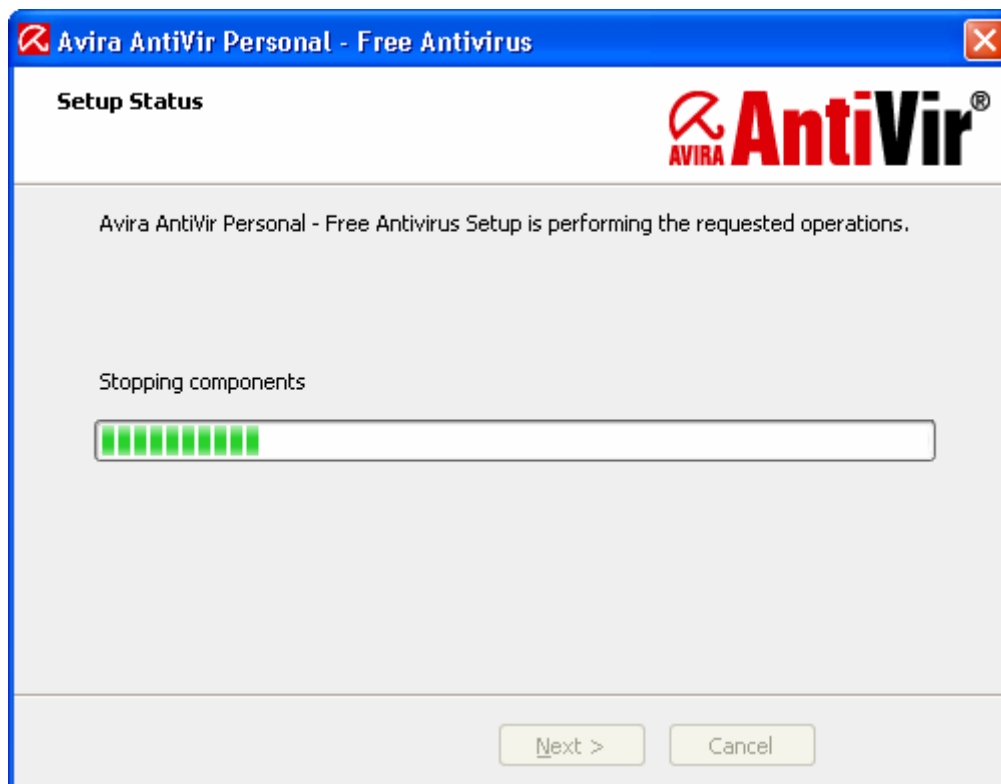 Avira AntiVir Personal - Free Antivirus
Setup Status
AVIRA AntiVir®
Avira AntiVir Personal - Free Antivirus Setup is performing the requested operations.
Stopping components
Next >
Cancel